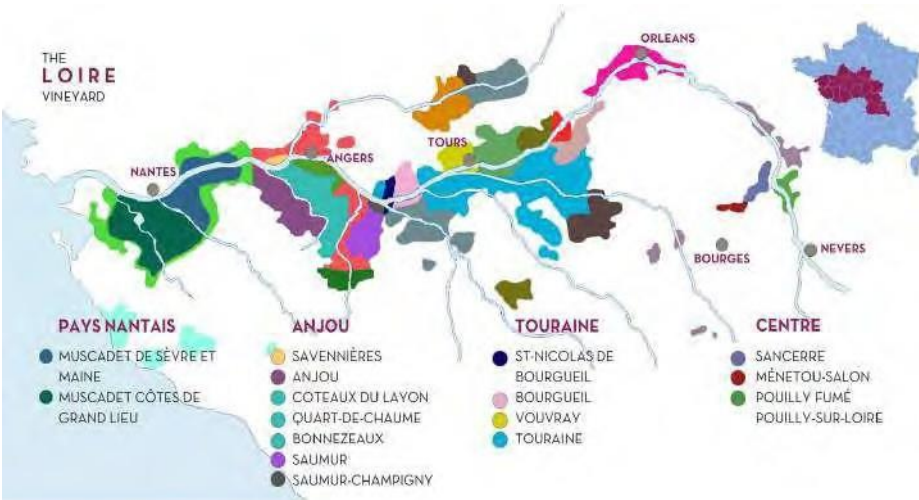 THE
LOIRE
VINEYARD
ORLEANS
TOURS
ANGERS
NANTES
BOURGES
NEVERS
PAYS NANTAIS
MUSCADET DE SÈVRE ET
MAINE
MUSCADET CÔTES DE
GRAND LIEU
ANJOU
SAVENNIÈRES
ANJOU
COTEAUX DU LAYON
QUART-DE-CHAUME
BONNEZEAUX
SAUMUR
SAUMUR-CHAMPIGNY
TOURAINE
ST-NICOLAS DE
BOURGUEIL
BOURGUEIL
VOUVRAY
TOURAINE
CENTRE
SANCERRE
MÉNETOU-SALON
POUILLY FUMÉ
POUILLY-SUR-LOIRE